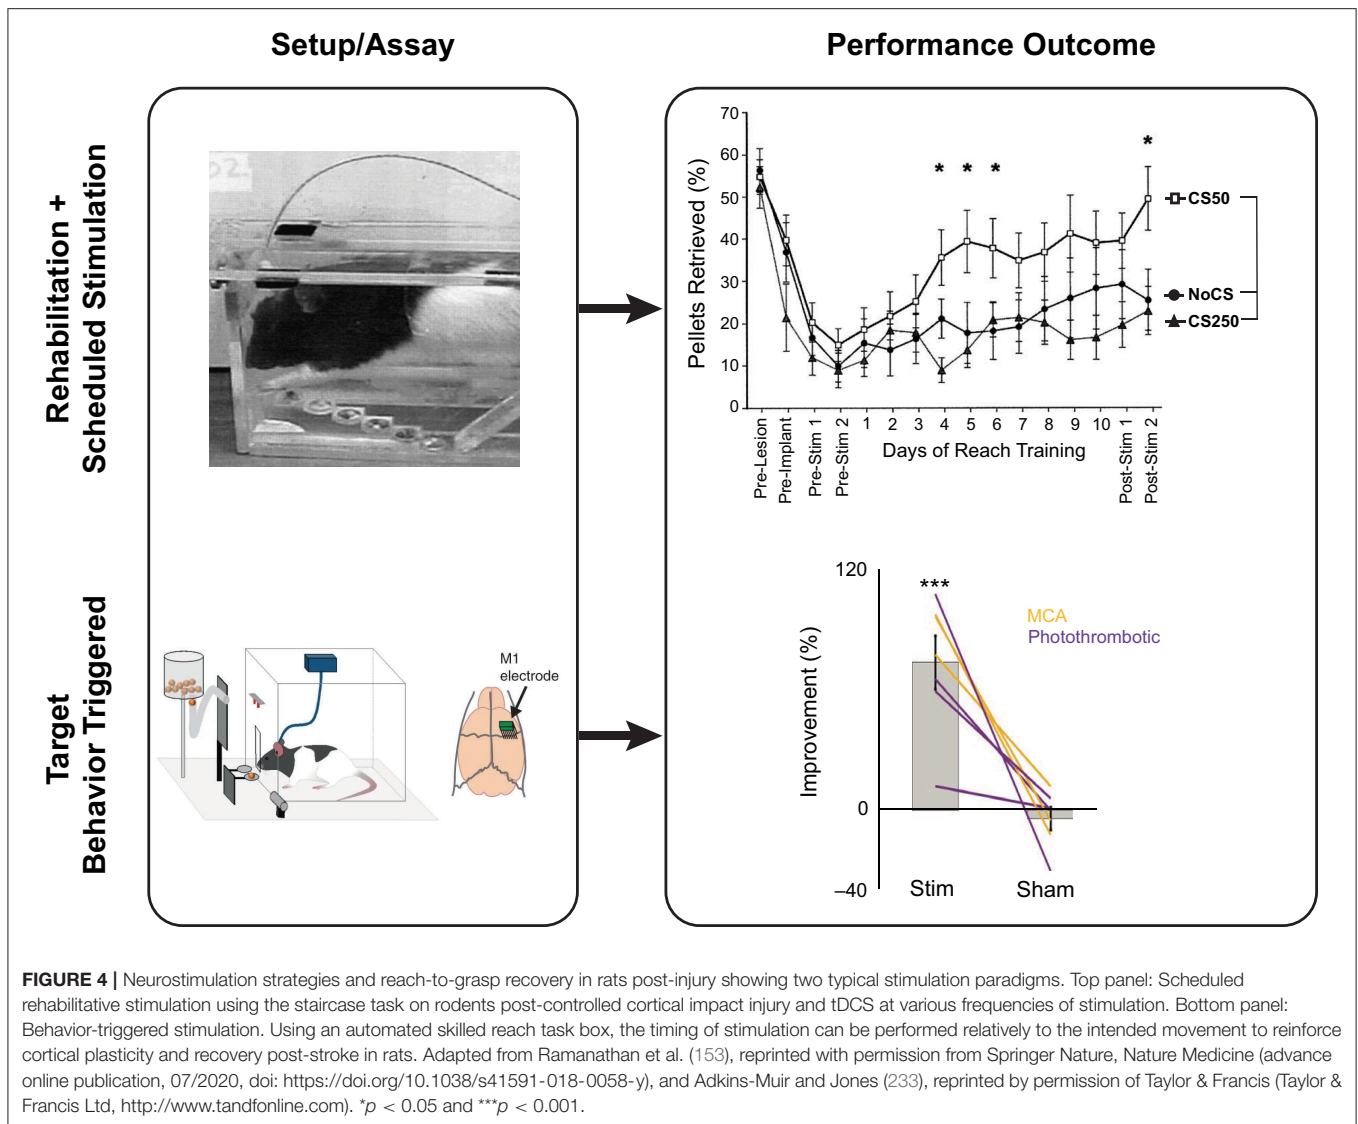 Setup/Assay
Performance Outcome
Rehabilitation +
Scheduled Stimulation
02.
Pellets Retrieved (%)
70
60
50
40
30
20
10
0
* * * *
CS50
NoCS
CS250
Pre-Lesion
Pre-Implant
Pre-Stim 1
Pre-Stim 2
1 2 3 4 5 6 7 8 9 10
Post-Stim 1
Post-Stim 2
Days of Reach Training
Target
Behavior Triggered
M1
electrode
Improvement (%)
120
0
–40
***
MCA
Photothrombotic
Stim
Sham
FIGURE 4 | Neurostimulation strategies and reach-to-grasp recovery in rats post-injury showing two typical stimulation paradigms. Top panel: Scheduled
rehabilitative stimulation using the staircase task on rodents post-controlled cortical impact injury and tDCS at various frequencies of stimulation. Bottom panel:
Behavior-triggered stimulation. Using an automated skilled reach task box, the timing of stimulation can be performed relatively to the intended movement to reinforce
cortical plasticity and recovery post-stroke in rats. Adapted from Ramanathan et al. (153), reprinted with permission from Springer Nature, Nature Medicine (advance
online publication, 07/2020, doi: https://doi.org/10.1038/s41591-018-0058-y), and Adkins-Muir and Jones (233), reprinted by permission of Taylor & Francis (Taylor &
Francis Ltd, http://www.tandfonline.com). *p < 0.05 and ***p < 0.001.